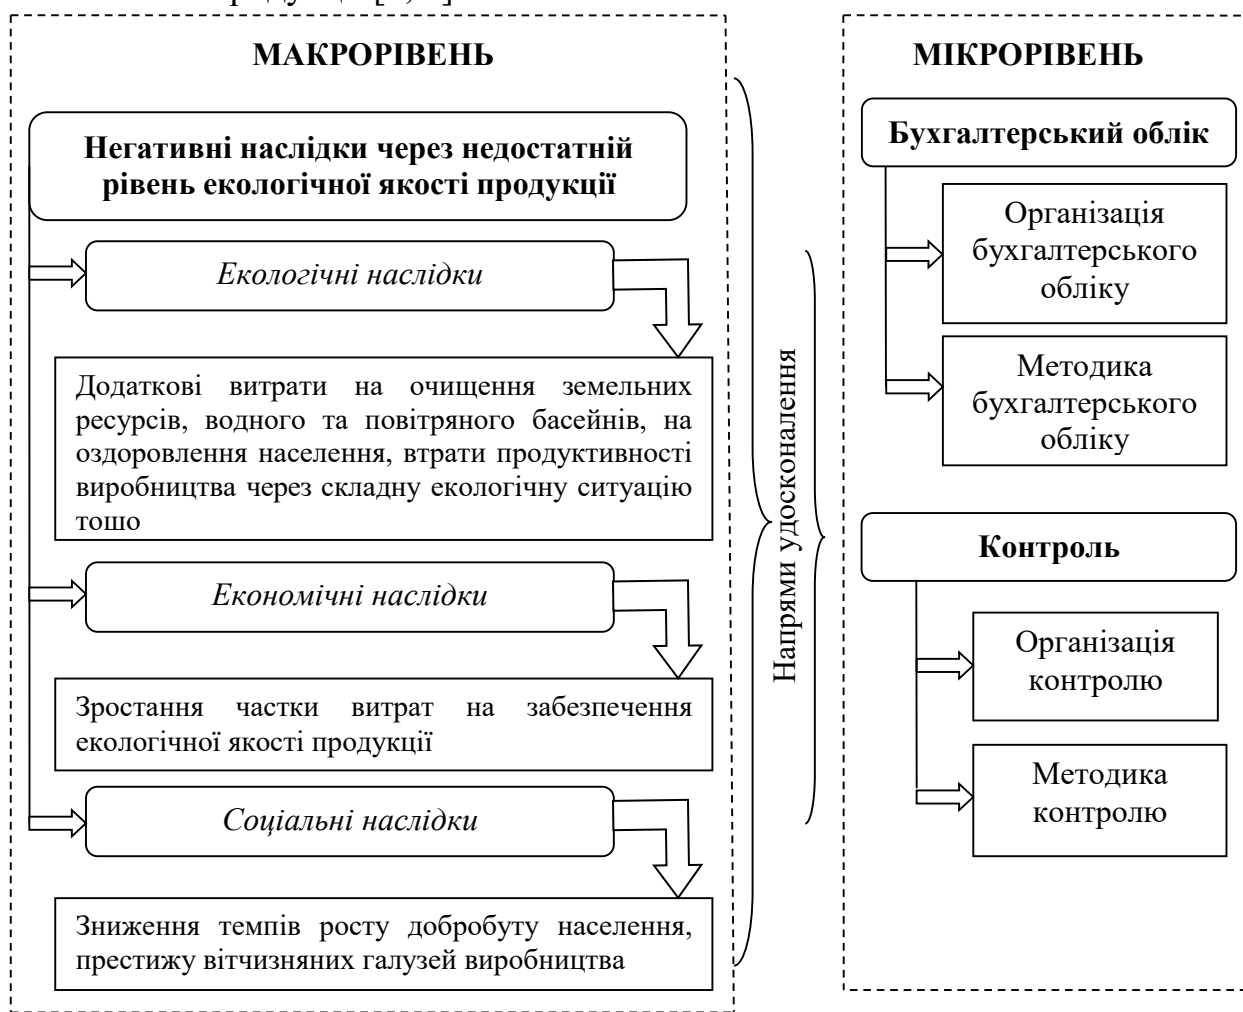 МАКРОРІВЕНЬ
Негативні наслідки через недостатній
рівень екологічної якості продукції
Екологічні наслідки
Додаткові витрати на очищення земельних
ресурсів, водного та повітряного басейнів, на
оздоровлення населення, втрати продуктивності
виробництва через складну екологічну ситуацію
тошо
Економічні наслідки
Зростання частки витрат на забезпечення
екологічної якості продукції
Соціальні наслідки
Зниження темпів росту добробуту населення,
престижу вітчизняних галузей виробництва
Напрями удосконалення
МІКРОРІВЕНЬ
Бухгалтерський облік
Організація
бухгалтерського
обліку
Методика
бухгалтерського
обліку
Контроль
Організація
контролю
Методика
контролю